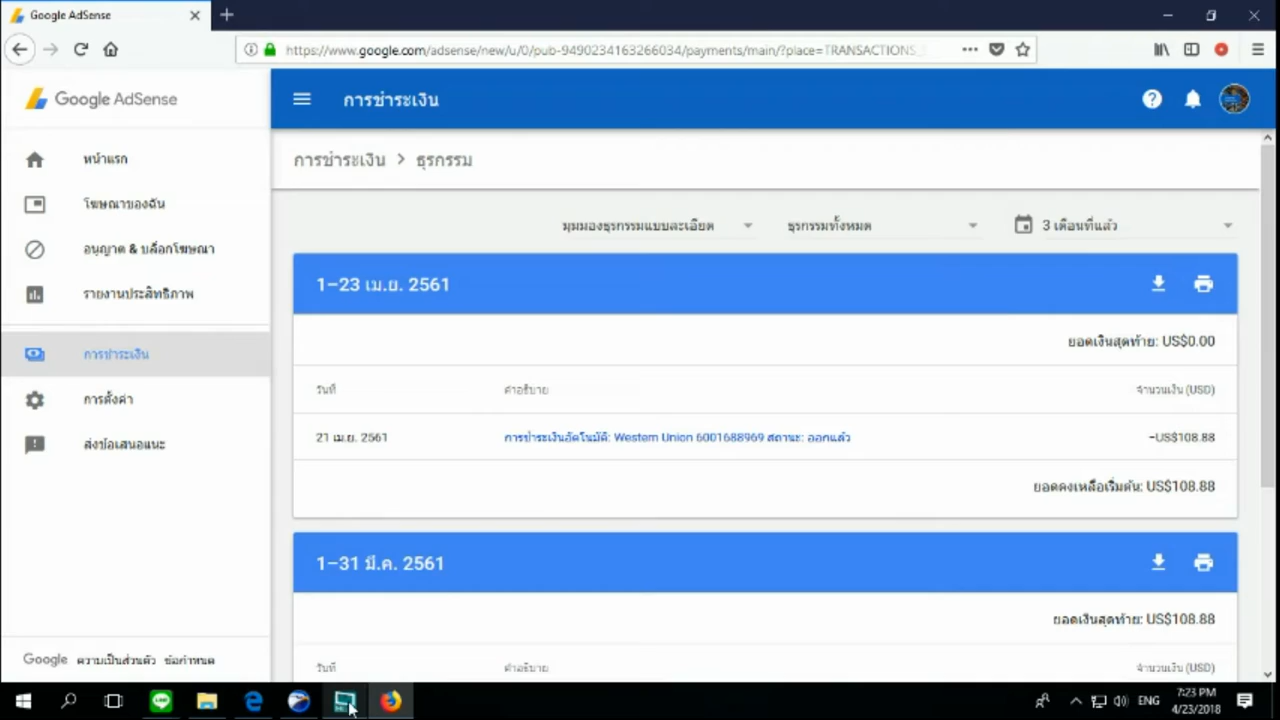 Google AdSense
https://www.google.com/adsense/new/u/0/pub-9490234163266034/payments/main/?place=TRANSACTIONS_
Google AdSense
การชำระเงิน
หน้าแรก
การชำระเงิน > ธุรกรรม
โฆษณาของฉัน
มุมมองธุรกรรมแบบละเอียด
ธุรกรรมทั้งหมด
3 เดือนที่แล้ว
อนุญาต & บล็อกโฆษณา
1–23 เม.ย. 2561
รายงานประสิทธิภาพ
ยอดเงินสุดท้าย: US$0.00
การชำระเงิน
วันที่
คำอธิบาย
จำนวนเงิน (USD)
การตั้งค่า
21 เม.ย. 2561
การชำระเงินอัตโนมัติ: Western Union 6001688969 สถานะ: ออกแล้ว
-US$108.88
ส่งข้อเสนอแนะ
ยอดคงเหลือเริ่มต้น: US$108.88
1–31 มี.ค. 2561
ยอดเงินสุดท้าย: US$108.88
Google ความเป็นส่วนตัว ข้อกำหนด
วันที่
คำอธิบาย
จำนวนเงิน (USD)
ENG
7:23 PM
4/23/2018